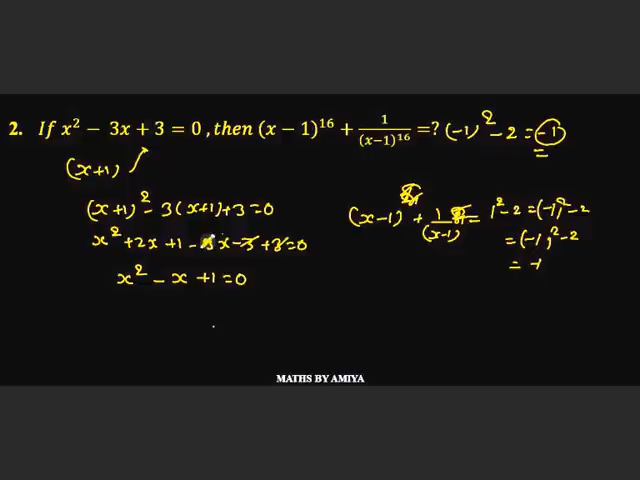 2. If x² − 3x + 3 = 0 , then (x − 1)¹⁶ + 1/(x−1)¹⁶ =? (-1)² - 2 = -1
(x+1)
(x+1)² - 3(x+1) + 3 = 0
x² + 2x + 1 - 3x - 3 + 3 = 0
x² - x + 1 = 0
(x-1) + 1/(x-1) = 1² - 2 = (-1)² - 2
= (-1)² - 2
= -1
MATHS BY AMIYA